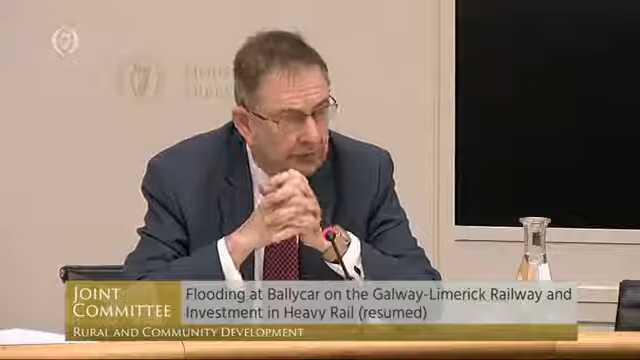 JOINT
COMMITTEE
RURAL AND COMMUNITY DEVELOPMENT
Flooding at Ballycar on the Galway-Limerick Railway and
Investment in Heavy Rail (resumed)